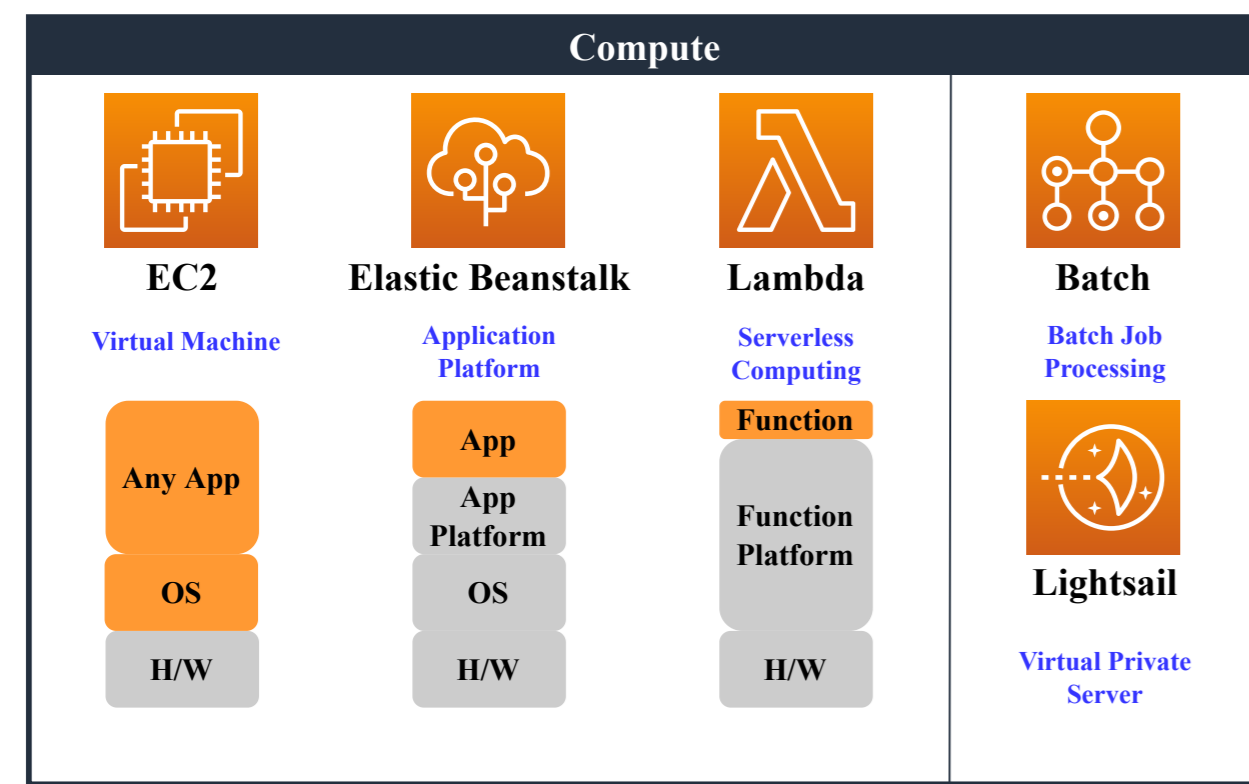 Compute
EC2
Virtual Machine
Any App
OS
H/W
Elastic Beanstalk
Application
Platform
App
App
Platform
OS
H/W
Lambda
Serverless
Computing
Function
Function
Platform
H/W
Batch
Batch Job
Processing
Lightsail
Virtual Private
Server